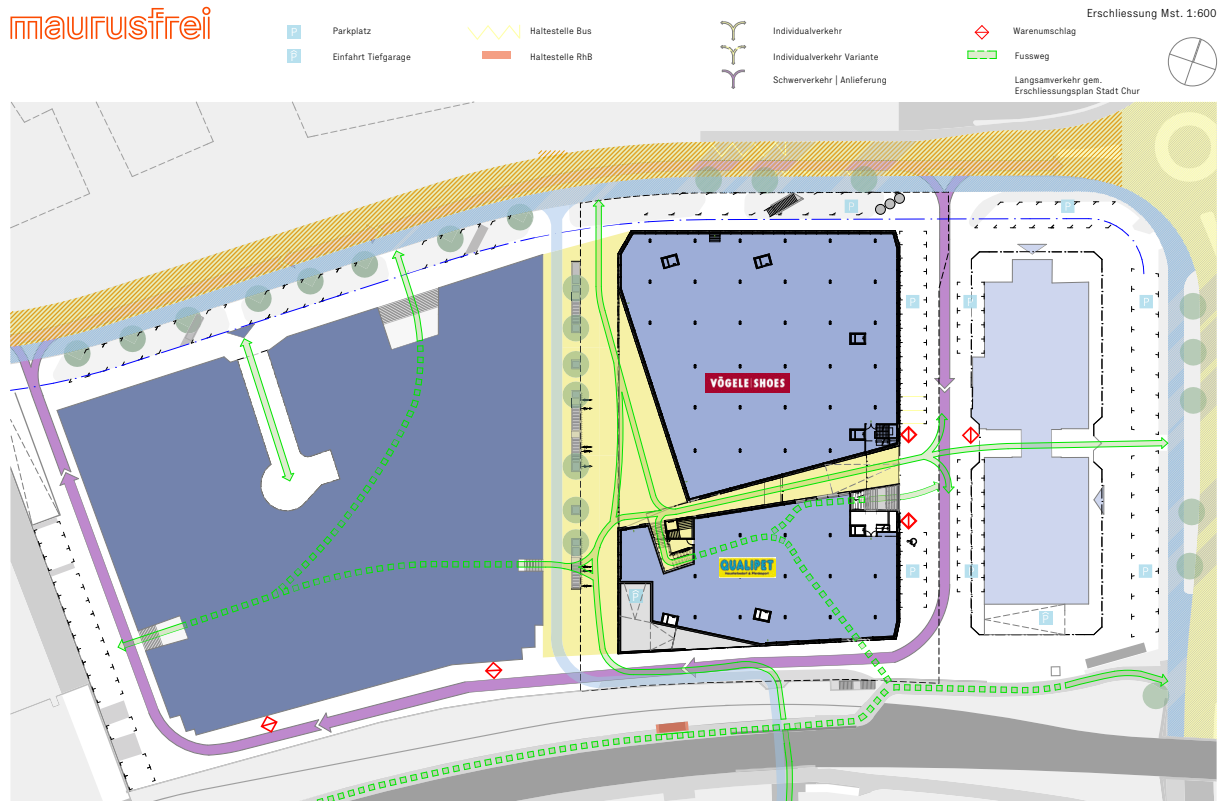 maurusfrei
Erschliessung Mst. 1:600
P Parkplatz
P Einfahrt Tiefgarage
Haltestelle Bus
Haltestelle RhB
Individualverkehr
Individualverkehr Variante
Schwerverkehr | Anlieferung
Warenumschlag
Fussweg
Langsamverkehr gem.
Erschliessungsplan Stadt Chur
P
P
P
P
P
VÖGELE SHOES
QUALIPET
P
P
P
P
P